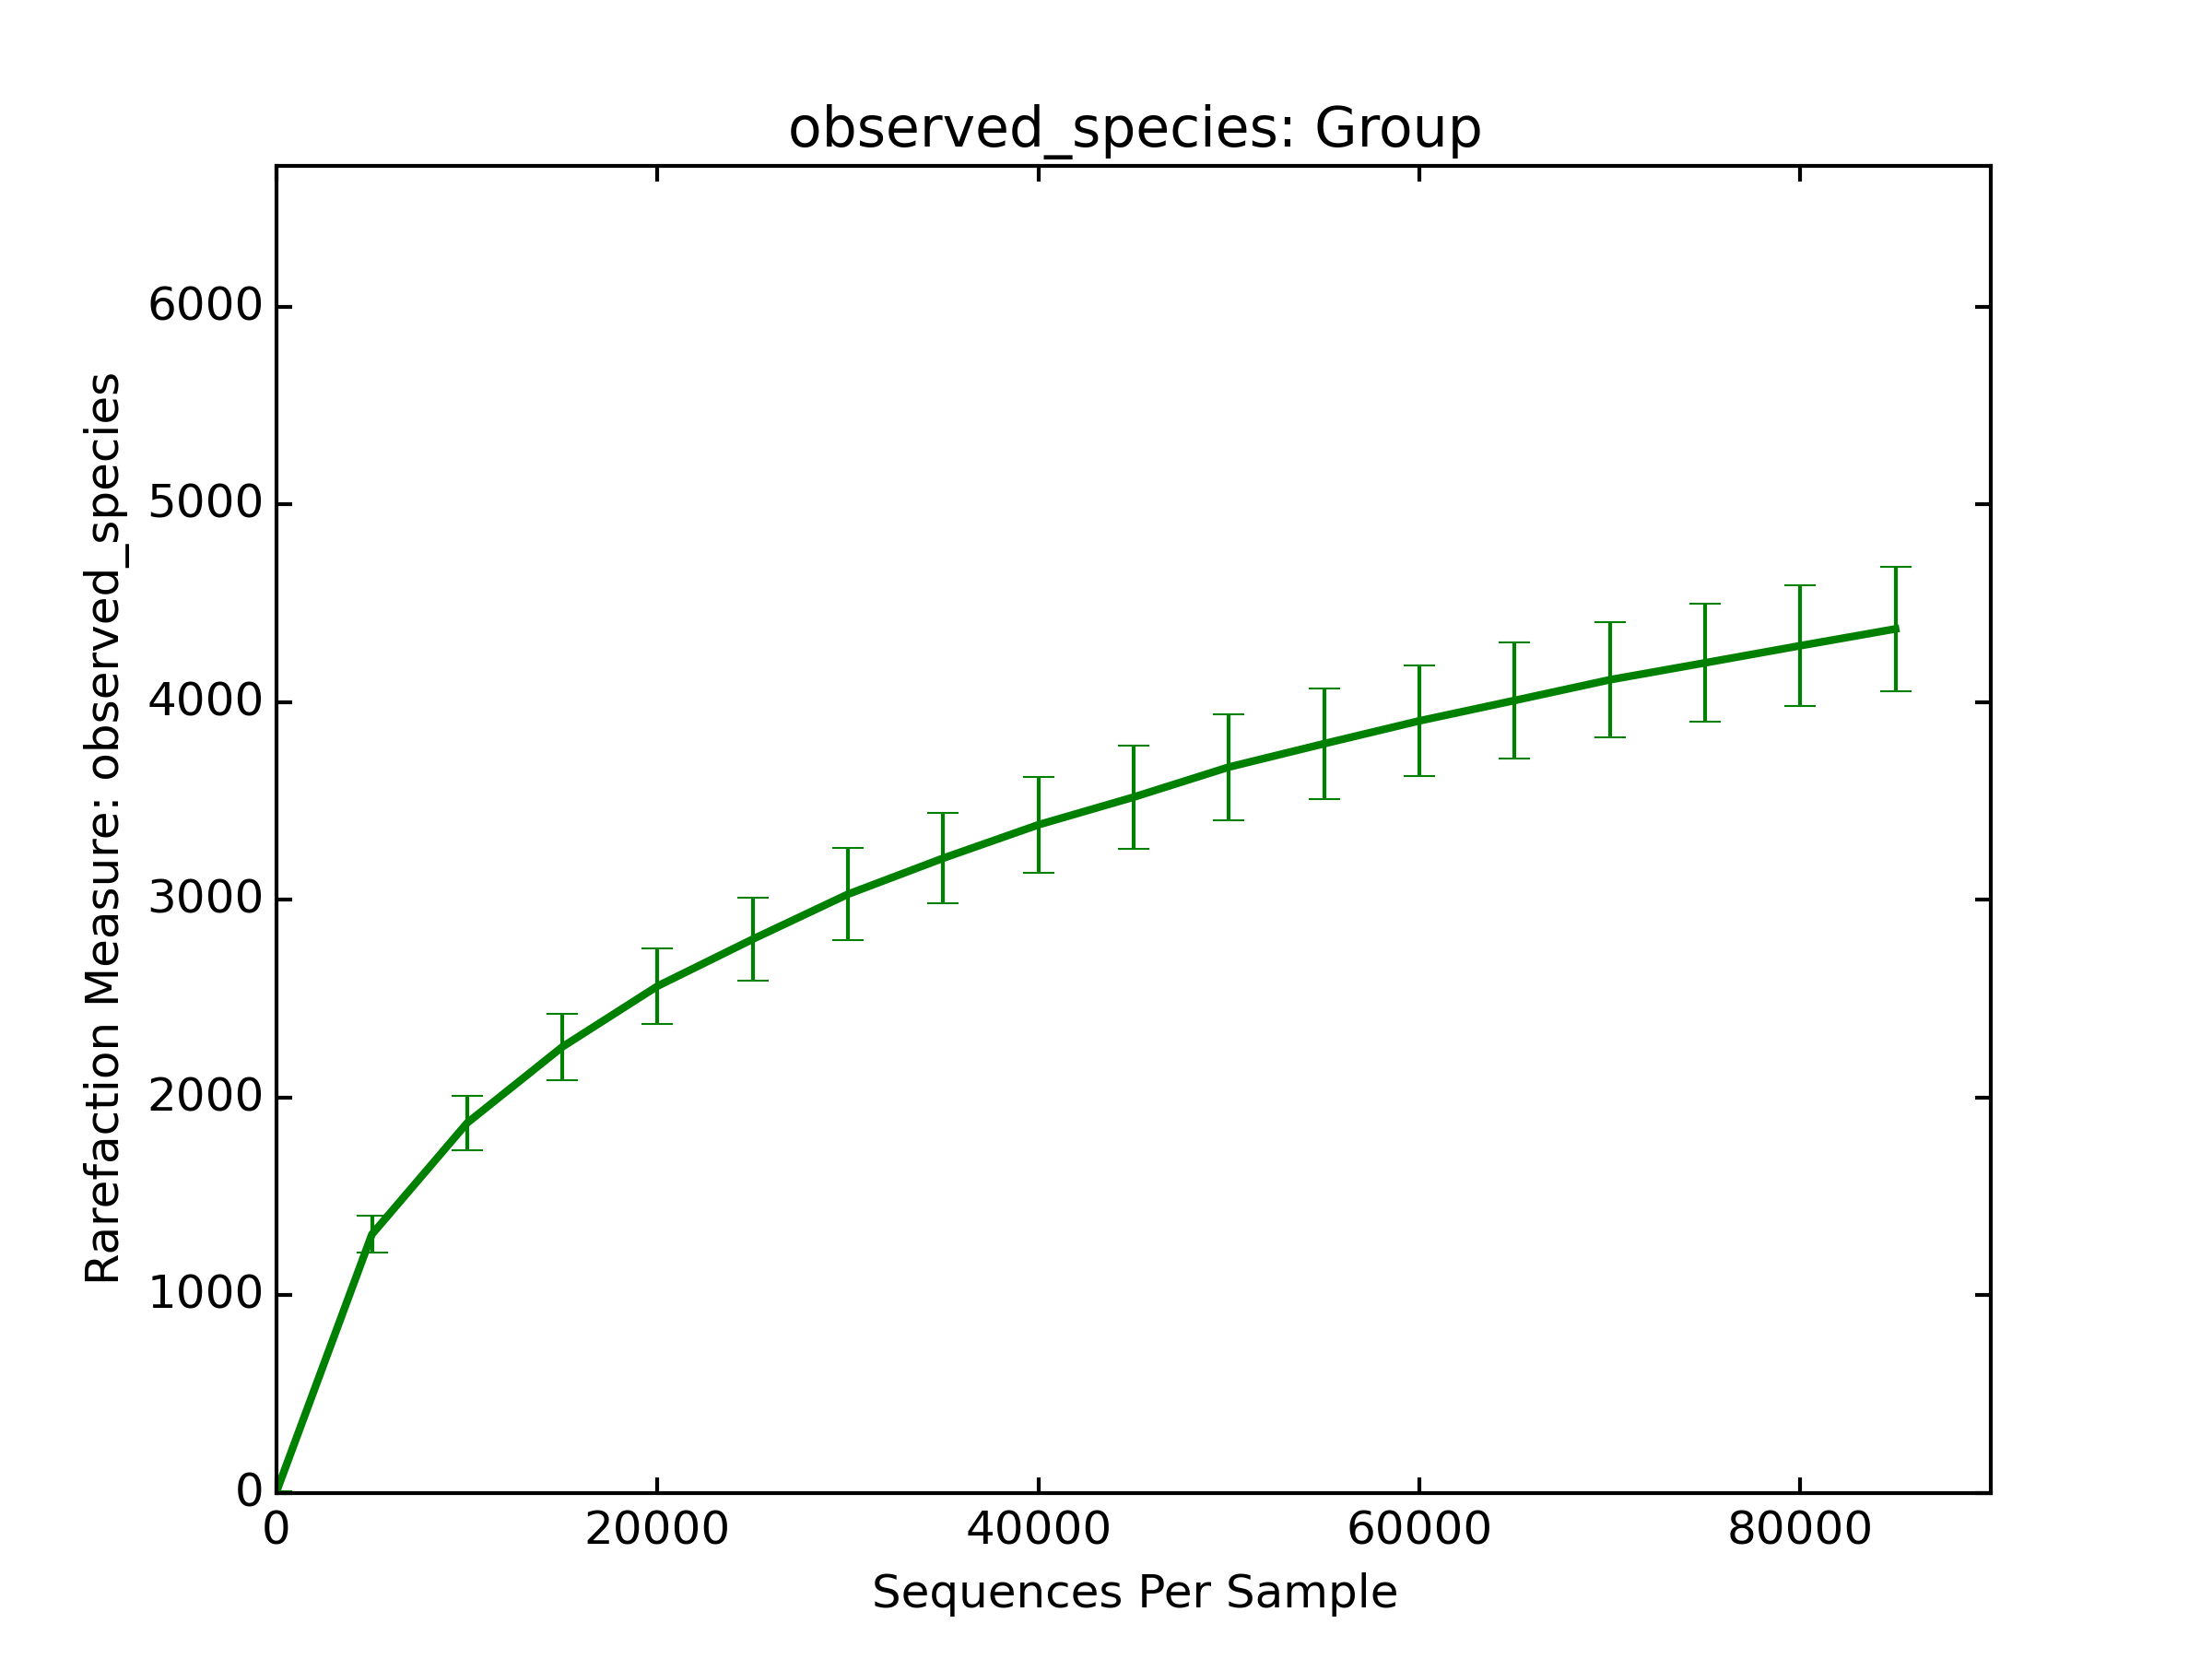 observed_species: Group
Rarefaction Measure: observed_species
6000
5000
4000
3000
2000
1000
0
0 20000 40000 60000 80000
Sequences Per Sample